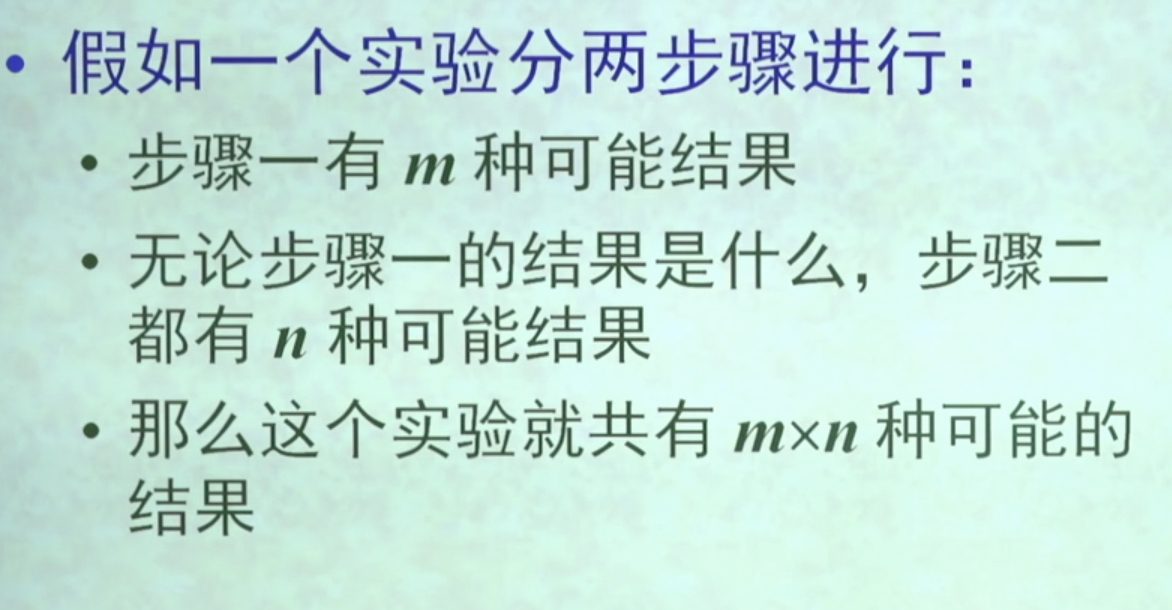 • 假如一个实验分两步骤进行：
• 步骤一有 m 种可能结果
• 无论步骤一的结果是什么，步骤二
都有 n 种可能结果
• 那么这个实验就共有 m×n 种可能的
结果